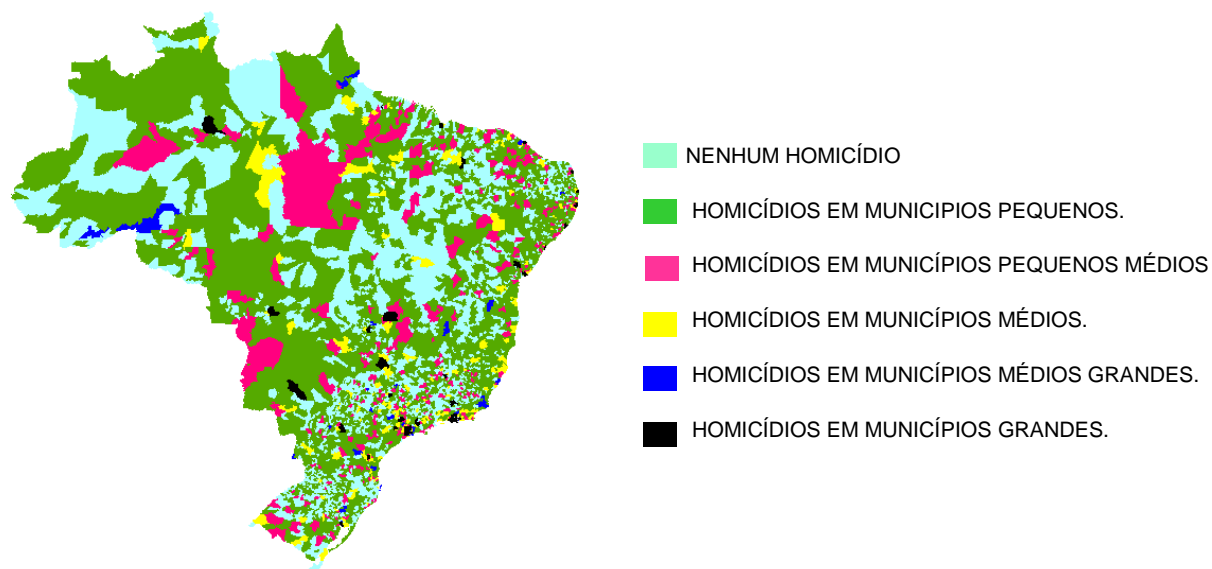 NENHUM HOMICÍDIO
HOMICÍDIOS EM MUNICIPIOS PEQUENOS.
HOMICÍDIOS EM MUNICÍPIOS PEQUENOS MÉDIOS
HOMICÍDIOS EM MUNICÍPIOS MÉDIOS.
HOMICÍDIOS EM MUNICÍPIOS MÉDIOS GRANDES.
HOMICÍDIOS EM MUNICÍPIOS GRANDES.